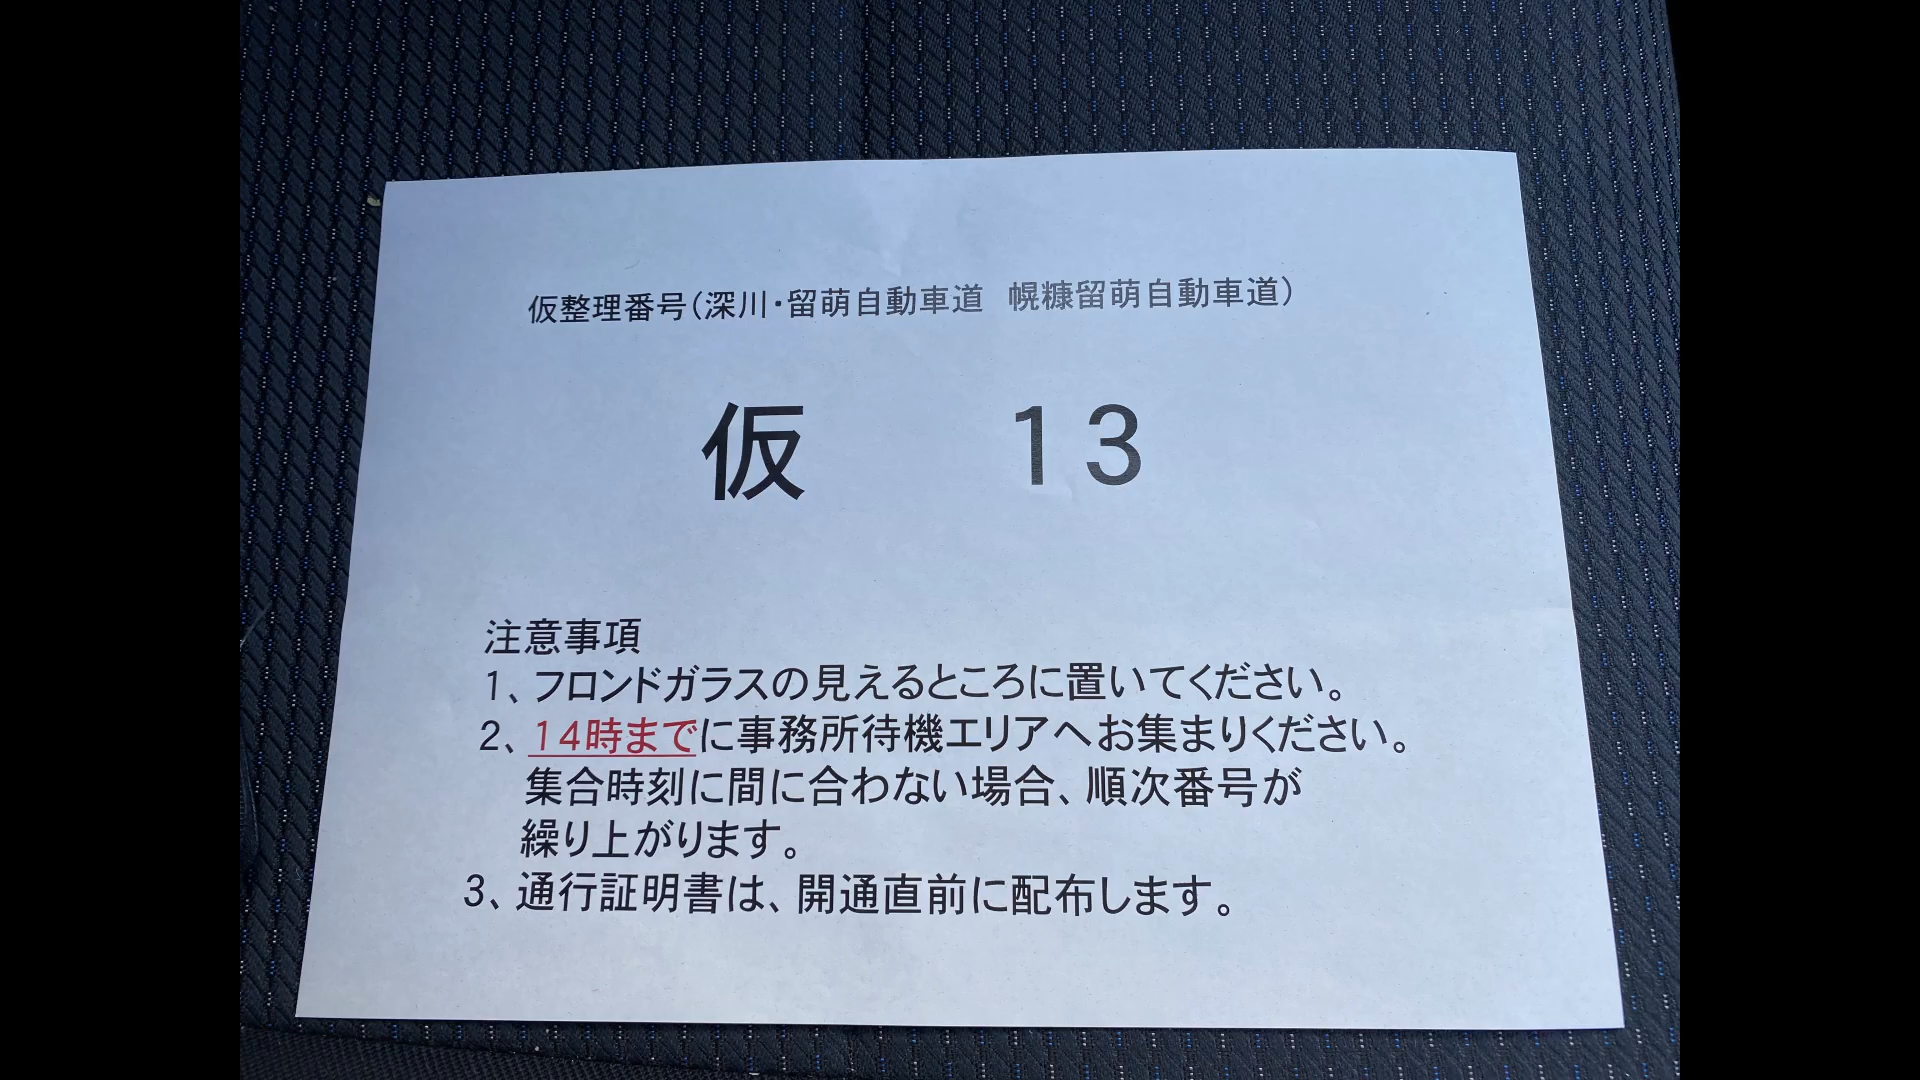 仮整理番号(深川・留萌自動車道　幌糠留萌自動車道)
仮　13
注意事項
1、フロンドガラスの見えるところに置いてください。
2、14時までに事務所待機エリアへお集まりください。
集合時刻に間に合わない場合、順次番号が
繰り上がります。
3、通行証明書は、開通直前に配布します。